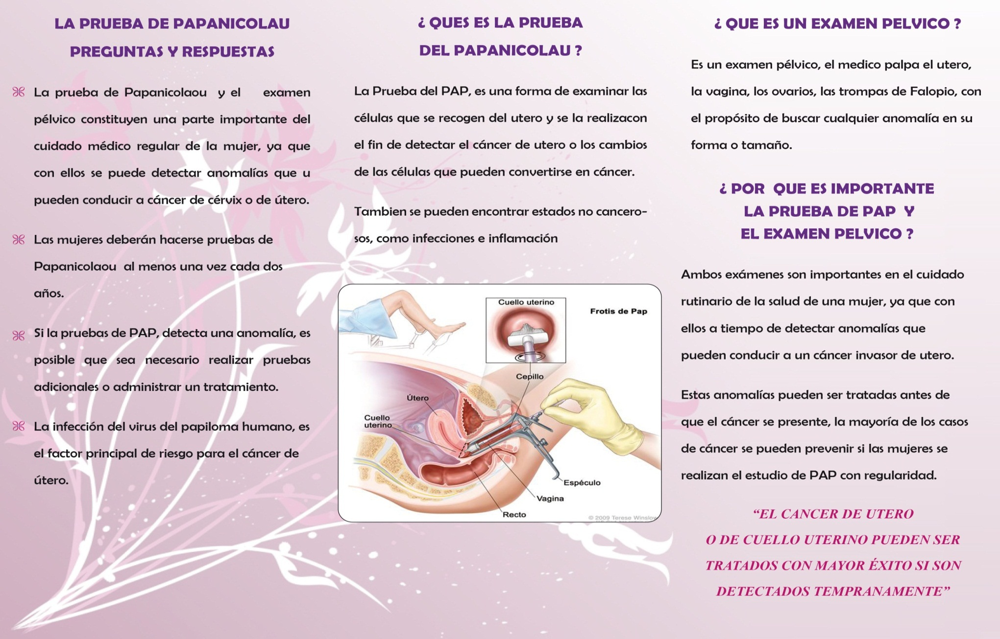 LA PRUEBA DE PAPANICOLAU
PREGUNTAS Y RESPUESTAS
La prueba de Papanicolaou y el examen
pélvico constituyen una parte importante del
cuidado médico regular de la mujer, ya que
con ellos se puede detectar anomalías que u
pueden conducir a cáncer de cérvix o de útero.
Las mujeres deberán hacerse pruebas de
Papanicolaou al menos una vez cada dos
años.
Si la pruebas de PAP, detecta una anomalía, es
posible que sea necesario realizar pruebas
adicionales o administrar un tratamiento.
La infección del virus del papiloma humano, es
el factor principal de riesgo para el cáncer de
útero.
¿ QUES ES LA PRUEBA
DEL PAPANICOLAU ?
La Prueba del PAP, es una forma de examinar las
células que se recogen del utero y se la realizacon
el fin de detectar el cáncer de utero o los cambios
de las células que pueden convertirse en cáncer.
Tambien se pueden encontrar estados no cancero-
sos, como infecciones e inflamación
Cuello uterino
Frotis de Pap
Cepillo
Útero
Cuello
uterino
Espéculo
Vagina
Recto
© 2009 Terese Winslow
¿ QUE ES UN EXAMEN PELVICO ?
Es un examen pélvico, el medico palpa el utero,
la vagina, los ovarios, las trompas de Falopio, con
el propósito de buscar cualquier anomalía en su
forma o tamaño.
¿ POR QUE ES IMPORTANTE
LA PRUEBA DE PAP Y
EL EXAMEN PELVICO ?
Ambos exámenes son importantes en el cuidado
rutinario de la salud de una mujer, ya que con
ellos a tiempo de detectar anomalías que
pueden conducir a un cáncer invasor de utero.
Estas anomalías pueden ser tratadas antes de
que el cáncer se presente, la mayoría de los casos
de cáncer se pueden prevenir si las mujeres se
realizan el estudio de PAP con regularidad.
“EL CANCER DE UTERO
O DE CUELLO UTERINO PUEDEN SER
TRATADOS CON MAYOR ÉXITO SI SON
DETECTADOS TEMPRANAMENTE”